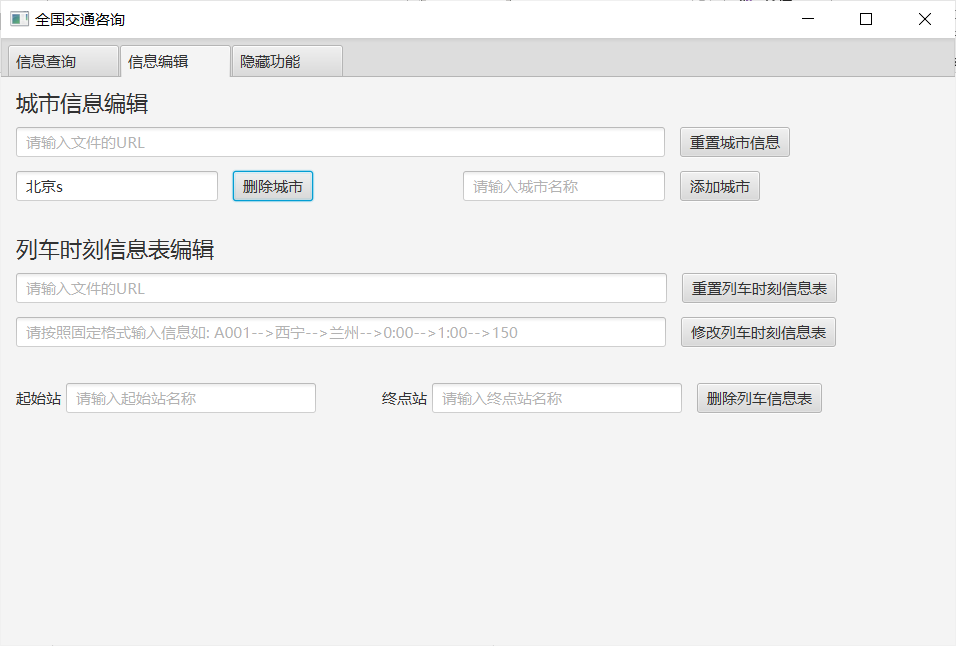 全国交通咨询
信息查询 信息编辑 隐藏功能
城市信息编辑
请输入文件的URL 重置城市信息
北京s 删除城市 请输入城市名称 添加城市
列车时刻信息表编辑
请输入文件的URL 重置列车时刻信息表
请按照固定格式输入信息如: A001-->西宁-->兰州-->0:00-->1:00-->150 修改列车时刻信息表
起始站 请输入起始站名称 终点站 请输入终点站名称 删除列车信息表